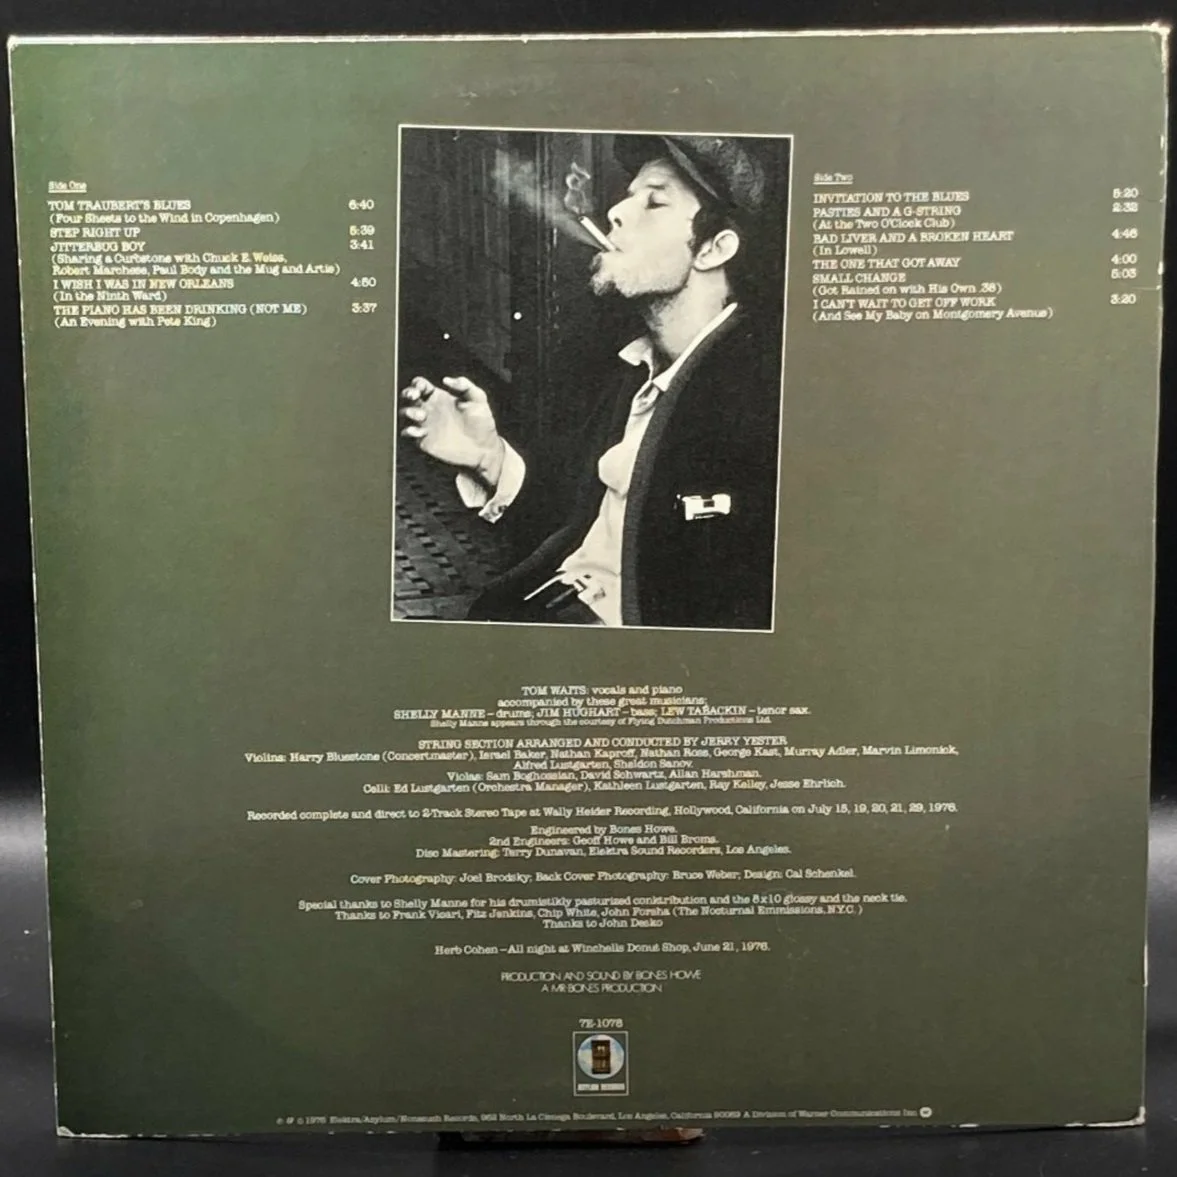 Side One
TOM TRAUBERT'S BLUES 6:40
(Four Sheets to the Wind in Copenhagen)
STEP RIGHT UP 5:39
JITTERBUG BOY 3:41
(Sharing a Curbstone with Chuck E. Weiss,
Robert Marchese, Paul Body and the Mug and Artie)
I WISH I WAS IN NEW ORLEANS 4:50
(In the Ninth Ward)
THE PIANO HAS BEEN DRINKING (NOT ME) 3:37
(An Evening with Pete King)
Side Two
INVITATION TO THE BLUES 5:20
PASTIES AND A G-STRING 2:32
(At the Two O'Clock Club)
BAD LIVER AND A BROKEN HEART 4:48
(In Lowell)
THE ONE THAT GOT AWAY 4:00
SMALL CHANGE 5:03
(Got Rained on with His Own .38)
I CAN'T WAIT TO GET OFF WORK 3:20
(And See My Baby on Montgomery Avenue)
TOM WAITS: vocals and piano
accompanied by these great musicians;
SHELLY MANNE – drums; JIM HUGHART – bass; LEW TABACKIN – tenor sax.
Shelly Manne appears through the courtesy of Flying Dutchman Productions Ltd.
STRING SECTION ARRANGED AND CONDUCTED BY JERRY YESTER
Violins: Harry Bluestone (Concertmaster), Israel Baker, Nathan Kaproff, Nathan Ross, George Kast, Murray Adler, Marvin Limonick,
Alfred Lustgarten, Sheldon Sanov.
Violas: Sam Boghossian, David Schwartz, Allan Harshman.
Celli: Ed Lustgarten (Orchestra Manager), Kathleen Lustgarten, Ray Kelley, Jesse Ehrlich.
Recorded complete and direct to 2-Track Stereo Tape at Wally Heider Recording, Hollywood, California on July 15, 19, 20, 21, 29, 1976.
Engineered by Bones Howe.
2nd Engineers: Geoff Howe and Bill Broms.
Disc Mastering: Terry Dunavan, Elektra Sound Recorders, Los Angeles.
Cover Photography: Joel Brodsky; Back Cover Photography: Bruce Weber; Design: Cal Schenkel.
Special thanks to Shelly Manne for his drumistikly pasturized conktribution and the 8x10 glossy and the neck tie.
Thanks to Frank Vicari, Fitz Jenkins, Chip White, John Forsha (The Nocturnal Emmissions, N.Y.C.)
Thanks to John Desko
Herb Cohen – All night at Winchells Donut Shop, June 21, 1976.
PRODUCTION AND SOUND BY BONES HOWE
A MR·BONES PRODUCTION
7E-1078
ASYLUM RECORDS
© ℗ 1976 Elektra/Asylum/Nonesuch Records, 962 North La Cienega Boulevard, Los Angeles, California 90069 A Division of Warner Communications Inc.